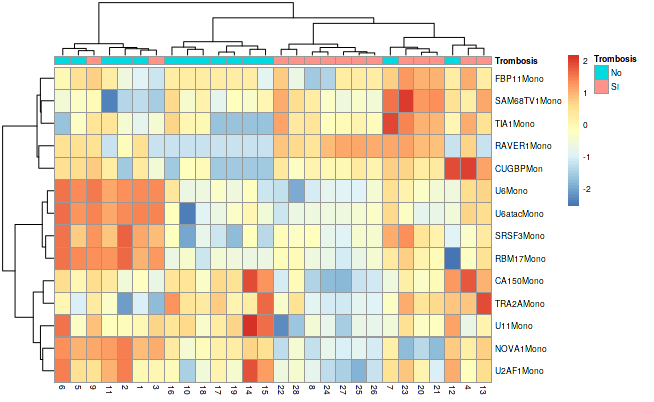 Trombosis
FBP11Mono
SAM68TV1Mono
TIA1Mono
RAVER1Mono
CUGBPMon
U6Mono
U6atacMono
SRSF3Mono
RBM17Mono
CA150Mono
TRA2AMono
U11Mono
NOVA1Mono
U2AF1Mono
6 5 9 11 2 1 3 16 10 18 17 19 14 15 22 28 8 24 27 25 26 7 23 20 21 12 4 13
2
1
0
-1
-2
Trombosis
No
SI